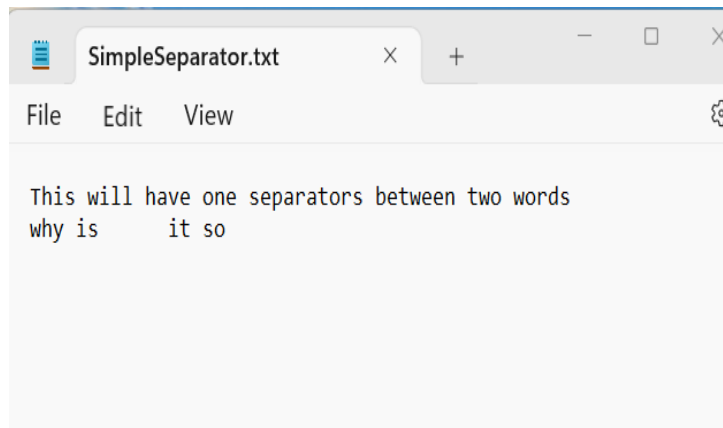 SimpleSeparator.txt
File Edit View
This will have one separators between two words
why is      it so